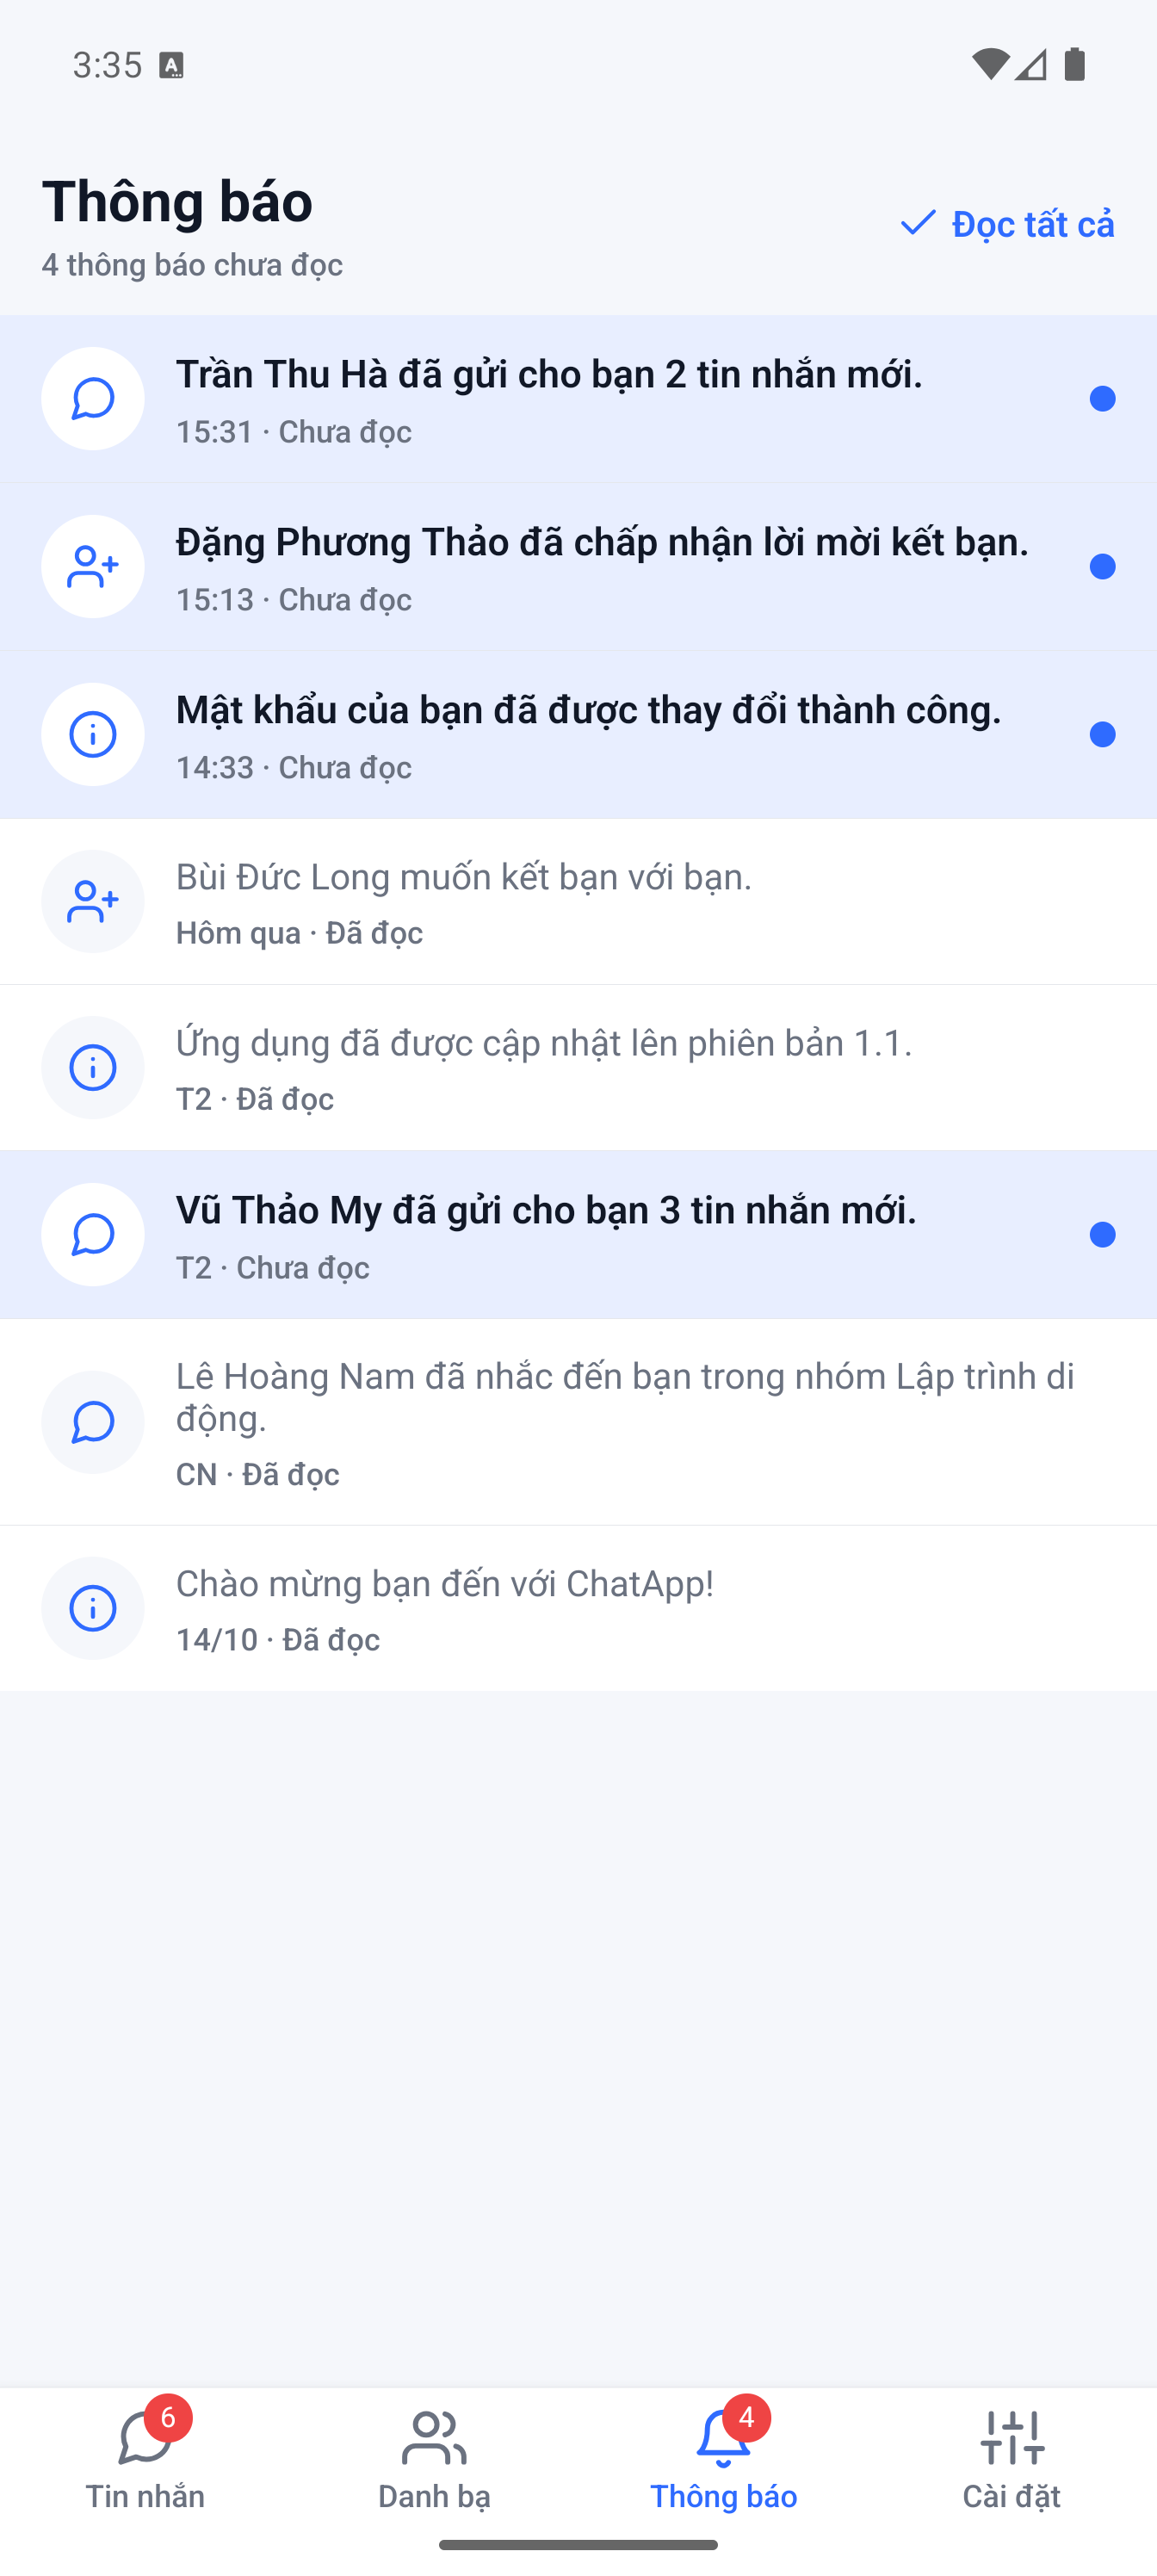 3:35
Thông báo
4 thông báo chưa đọc
Đọc tất cả
Trần Thu Hà đã gửi cho bạn 2 tin nhắn mới.
15:31 · Chưa đọc
Đặng Phương Thảo đã chấp nhận lời mời kết bạn.
15:13 · Chưa đọc
Mật khẩu của bạn đã được thay đổi thành công.
14:33 · Chưa đọc
Bùi Đức Long muốn kết bạn với bạn.
Hôm qua · Đã đọc
Ứng dụng đã được cập nhật lên phiên bản 1.1.
T2 · Đã đọc
Vũ Thảo My đã gửi cho bạn 3 tin nhắn mới.
T2 · Chưa đọc
Lê Hoàng Nam đã nhắc đến bạn trong nhóm Lập trình di
động.
CN · Đã đọc
Chào mừng bạn đến với ChatApp!
14/10 · Đã đọc
6
4
Tin nhắn
Danh bạ
Thông báo
Cài đặt